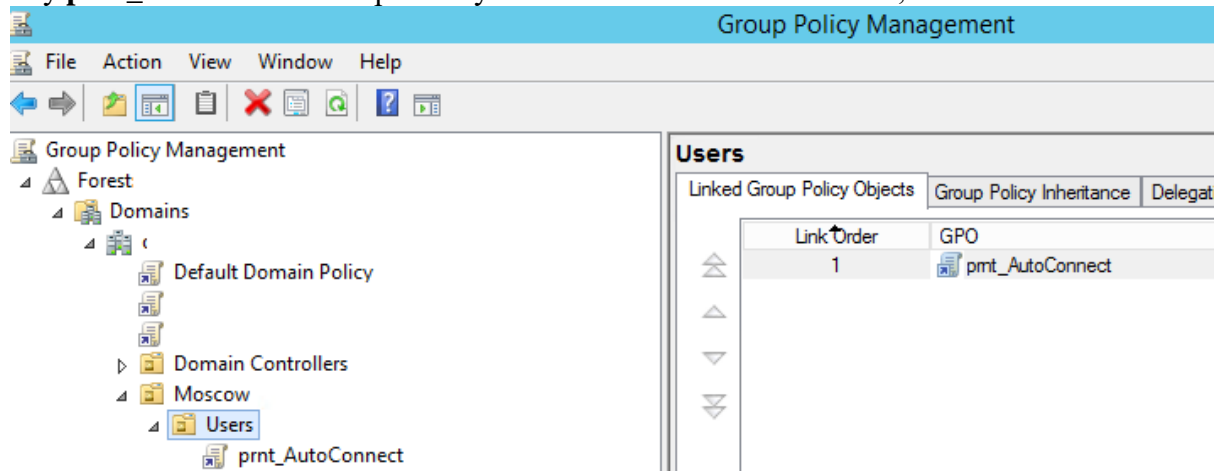 Group Policy Management
File Action View Window Help
Group Policy Management
Forest
Domains
Default Domain Policy
Domain Controllers
Moscow
Users
prnt_AutoConnect
Users
Linked Group Policy Objects Group Policy Inheritance Delegat
Link Order GPO
1 prnt_AutoConnect